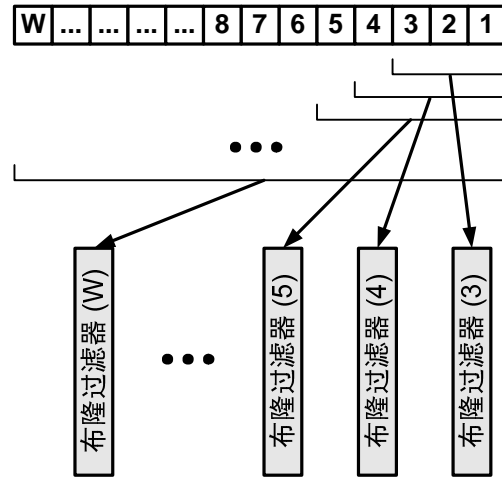 W ... ... ... ... 8 7 6 5 4 3 2 1
布隆过滤器 (W)
布隆过滤器 (5)
布隆过滤器 (4)
布隆过滤器 (3)